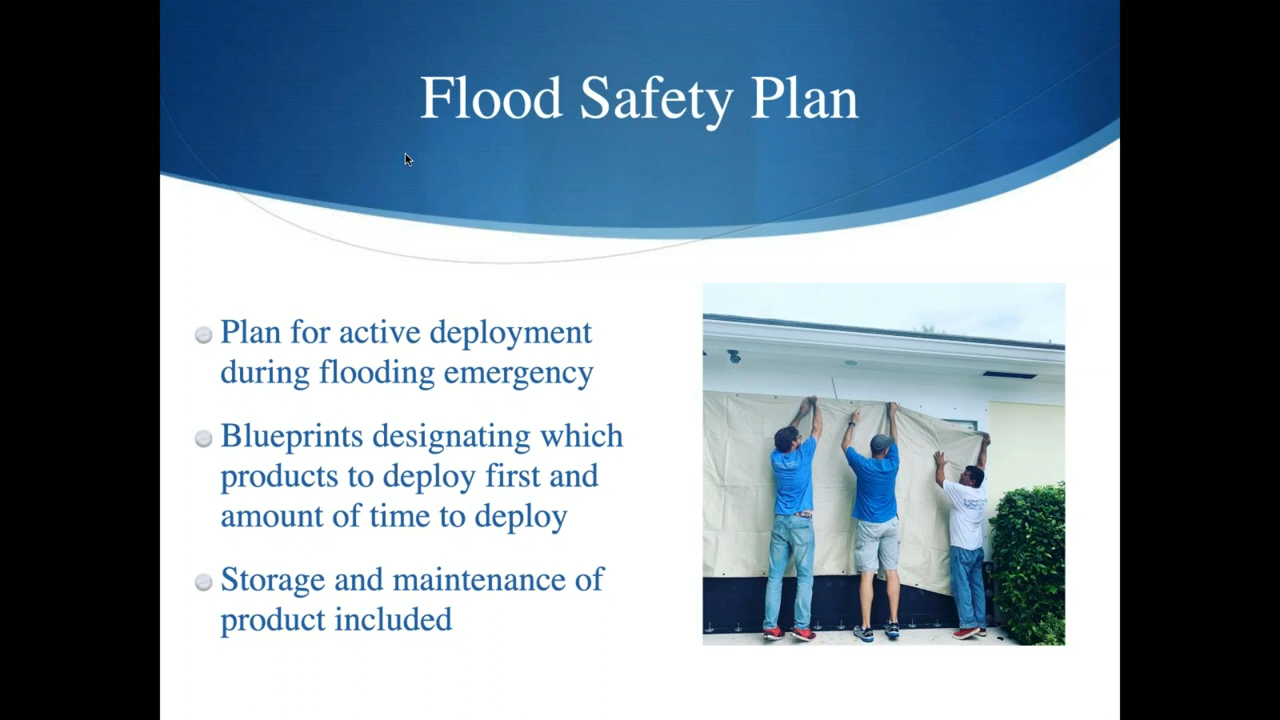 Flood Safety Plan
Plan for active deployment
during flooding emergency
Blueprints designating which
products to deploy first and
amount of time to deploy
Storage and maintenance of
product included